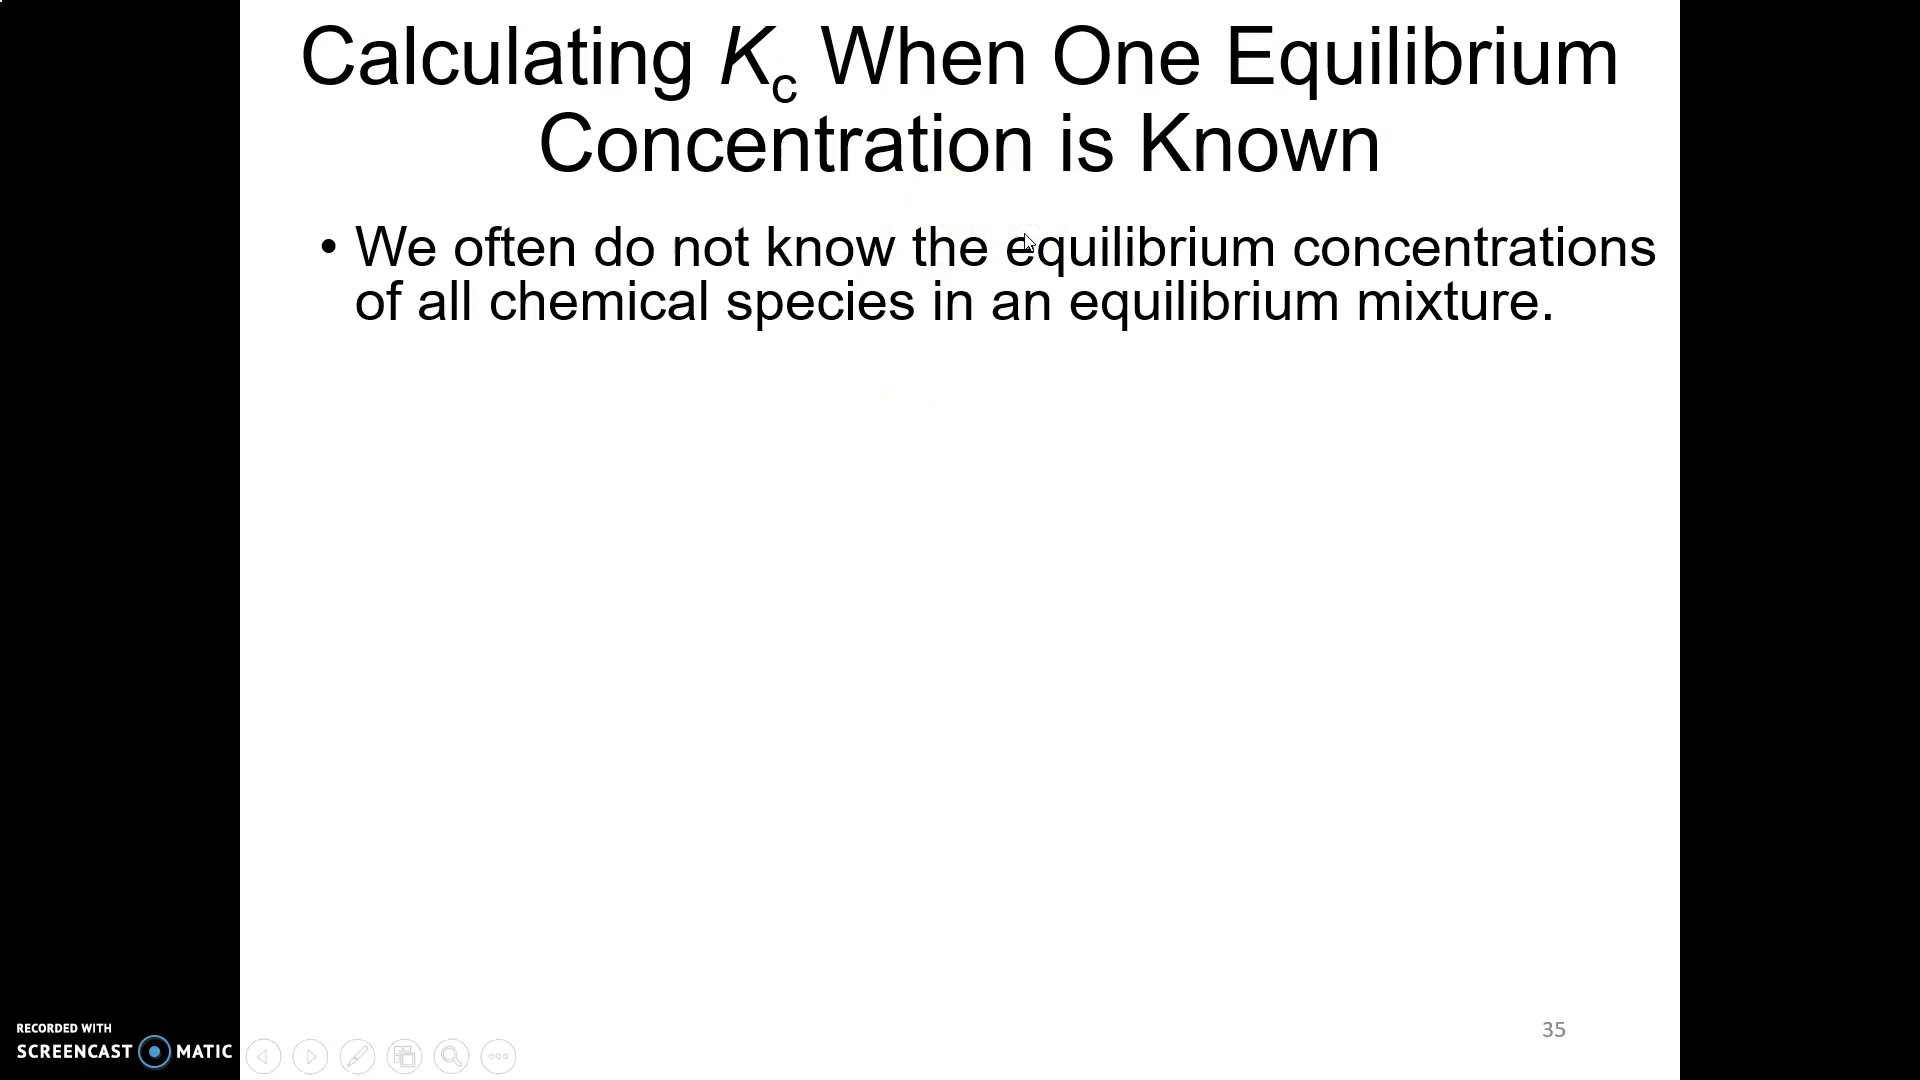 Calculating Kc When One Equilibrium
Concentration is Known
• We often do not know the equilibrium concentrations
of all chemical species in an equilibrium mixture.
35
RECORDED WITH
SCREENCAST MATIC